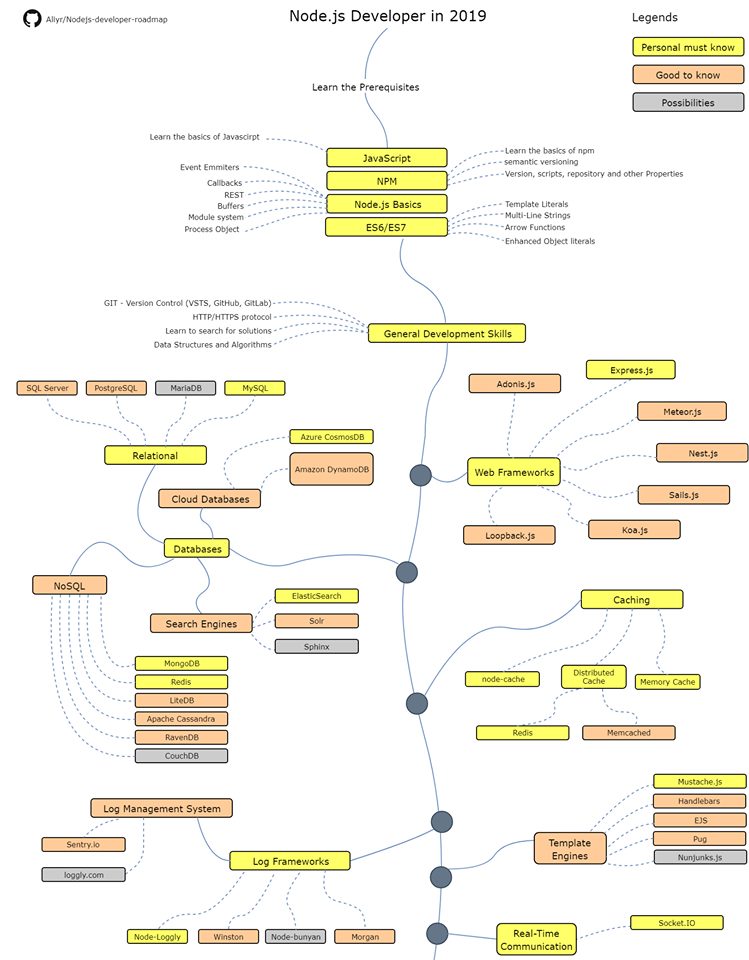 Aliyr/Nodejs-developer-roadmap
Node.js Developer in 2019
Legends
Personal must know
Good to know
Possibilities
Learn the Prerequisites
Learn the basics of Javascirpt
JavaScript
NPM
Node.js Basics
ES6/ES7
Learn the basics of npm
semantic versioning
Version, scripts, repository and other Properties
Event Emmiters
Callbacks
REST
Buffers
Module system
Process Object
Template Literals
Multi-Line Strings
Arrow Functions
Enhanced Object literals
GIT - Version Control (VSTS, GitHub, GitLab)
HTTP/HTTPS protocol
Learn to search for solutions
Data Structures and Algorithms
General Development Skills
SQL Server
PostgreSQL
MariaDB
MySQL
Relational
Azure CosmosDB
Amazon DynamoDB
Cloud Databases
Databases
NoSQL
Search Engines
ElasticSearch
Solr
Sphinx
MongoDB
Redis
LiteDB
Apache Cassandra
RavenDB
CouchDB
Adonis.js
Express.js
Meteor.js
Web Frameworks
Nest.js
Sails.js
Koa.js
Loopback.js
Caching
node-cache
Distributed
Cache
Memory Cache
Redis
Memcached
Log Management System
Sentry.io
loggly.com
Log Frameworks
Node-Loggly
Winston
Node-bunyan
Morgan
Template
Engines
Mustache.js
Handlebars
EJS
Pug
Nunjunks.js
Real-Time
Communication
Socket.IO